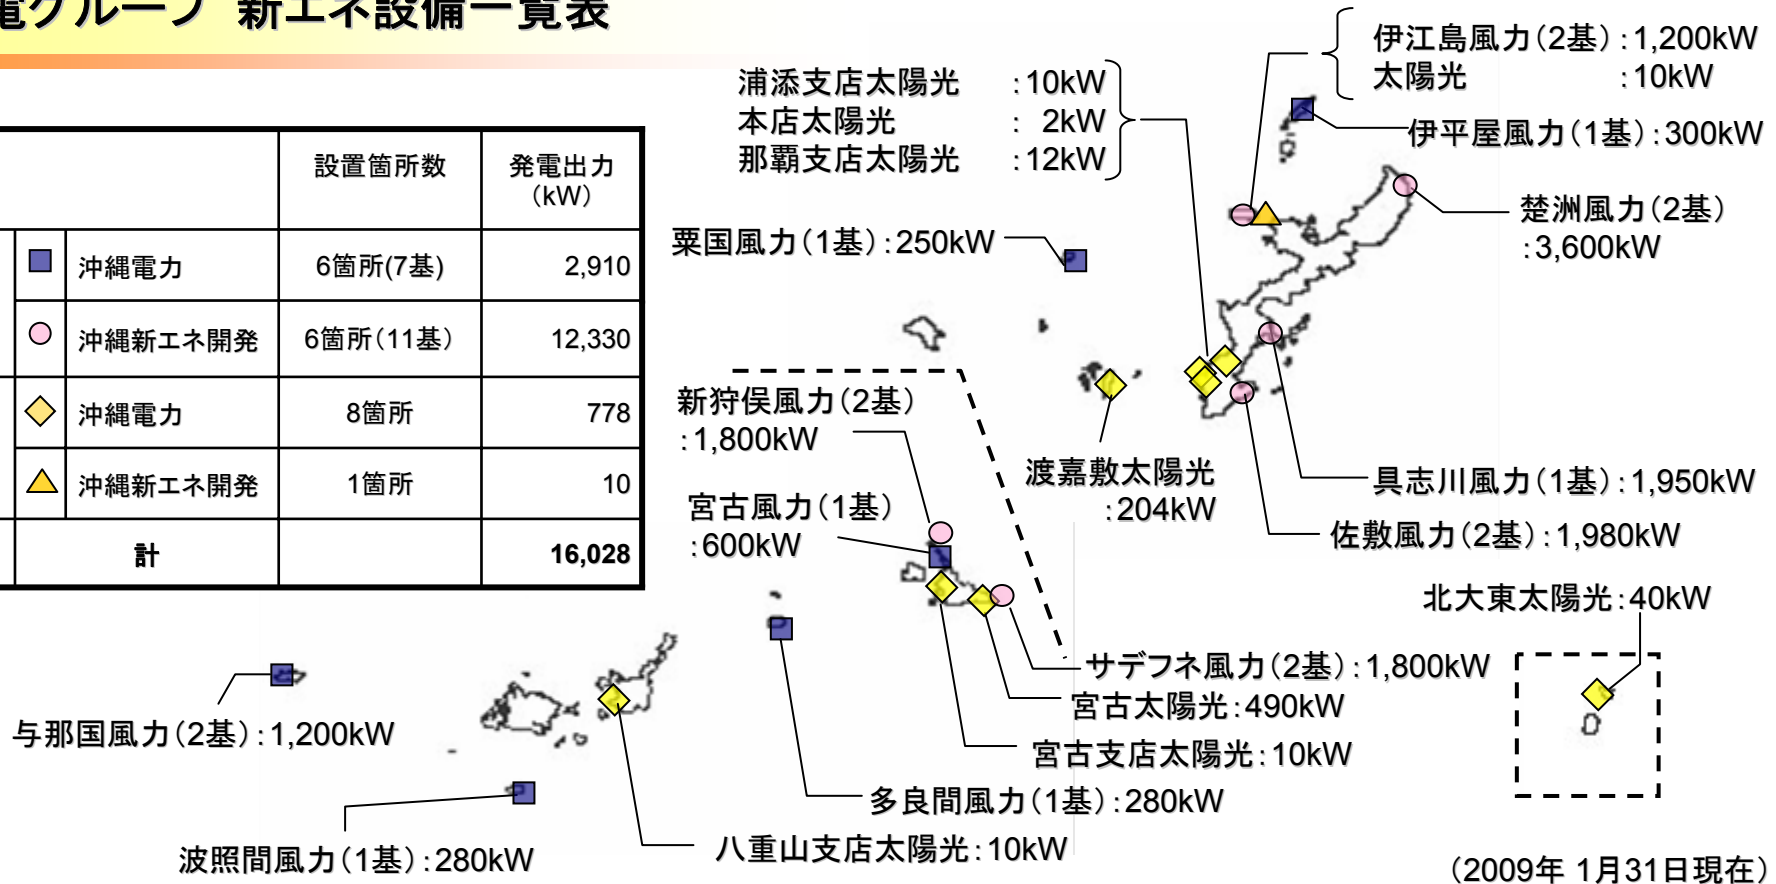 電グループ 新エネ設備一覧表
設置箇所数 発電出力
(kW)
沖縄電力 6箇所(7基) 2,910
沖縄新エネ開発 6箇所(11基) 12,330
沖縄電力 8箇所 778
沖縄新エネ開発 1箇所 10
計 16,028
浦添支店太陽光 :10kW
本店太陽光 : 2kW
那覇支店太陽光 :12kW
伊江島風力(2基):1,200kW
太陽光 :10kW
伊平屋風力(1基):300kW
楚洲風力(2基)
:3,600kW
粟国風力(1基):250kW
新狩俣風力(2基)
:1,800kW
渡嘉敷太陽光
:204kW
具志川風力(1基):1,950kW
佐敷風力(2基):1,980kW
宮古風力(1基)
:600kW
北大東太陽光:40kW
サデフネ風力(2基):1,800kW
宮古太陽光:490kW
宮古支店太陽光:10kW
与那国風力(2基):1,200kW
多良間風力(1基):280kW
八重山支店太陽光:10kW
波照間風力(1基):280kW
(2009年 1月31日現在)